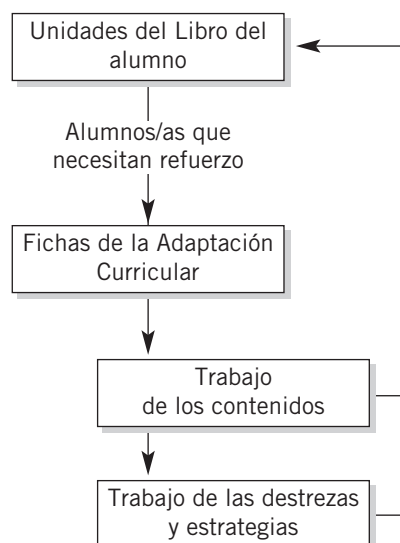 Unidades del Libro del
alumno
Alumnos/as que
necesitan refuerzo
Fichas de la Adaptación
Curricular
Trabajo
de los contenidos
Trabajo de las destrezas
y estrategias